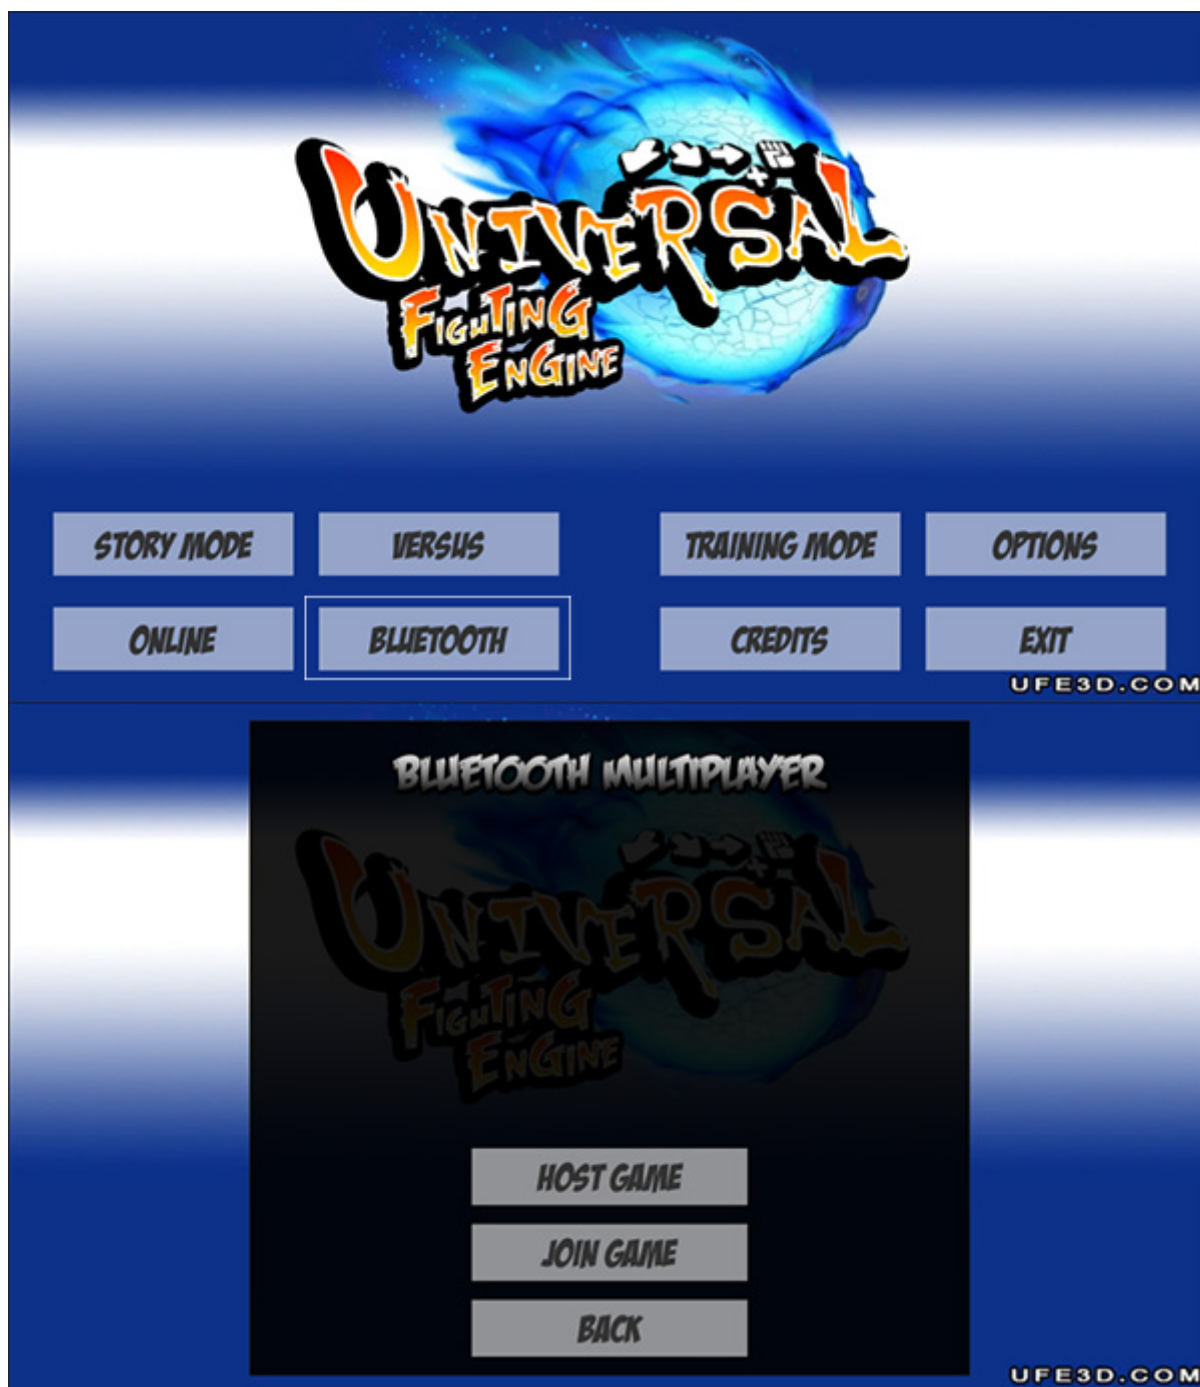 UNIVERSAL
FIGHTING
ENGINE
STORY MODE VERSUS TRAINING MODE OPTIONS
ONLINE BLUETOOTH CREDITS EXIT
UFE3D.COM
BLUETOOTH MULTIPLAYER
UNIVERSAL
FIGHTING
ENGINE
HOST GAME
JOIN GAME
BACK
UFE3D.COM